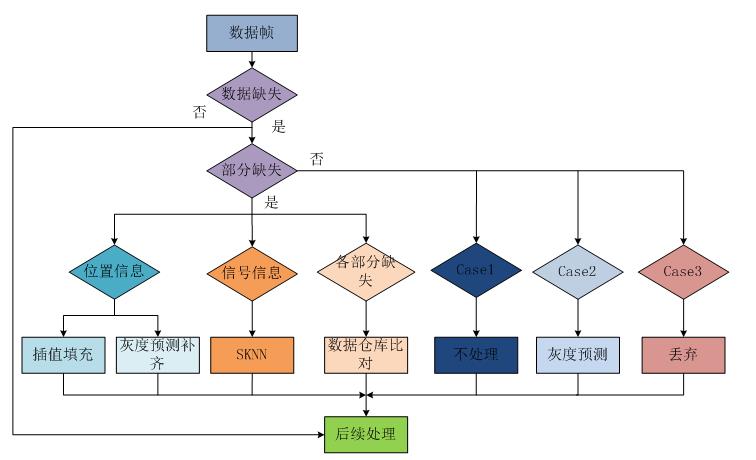 数据帧
数据缺失
否
是
部分缺失
否
是
位置信息
信号信息
各部分缺
失
Case1
Case2
Case3
插值填充
灰度预测补
齐
SKNN
数据仓库比
对
不处理
灰度预测
丢弃
后续处理